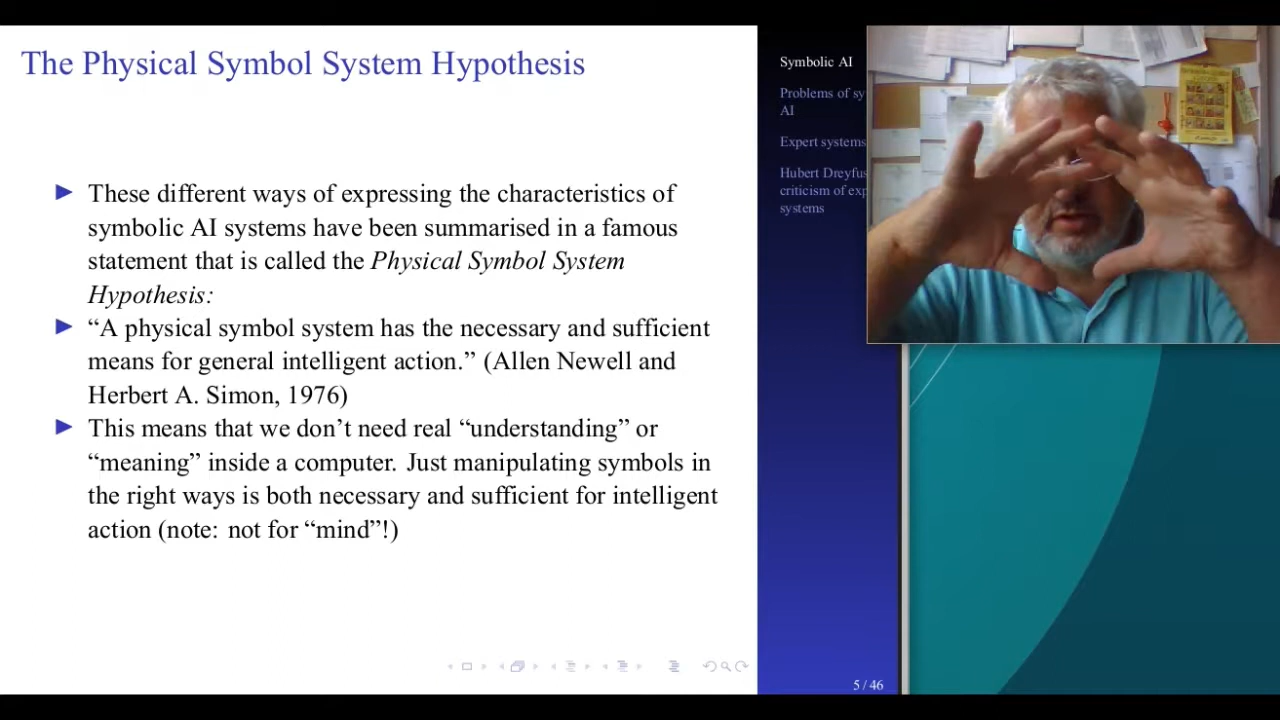 The Physical Symbol System Hypothesis
These different ways of expressing the characteristics of
symbolic AI systems have been summarised in a famous
statement that is called the Physical Symbol System
Hypothesis:
“A physical symbol system has the necessary and sufficient
means for general intelligent action.” (Allen Newell and
Herbert A. Simon, 1976)
This means that we don’t need real “understanding” or
“meaning” inside a computer. Just manipulating symbols in
the right ways is both necessary and sufficient for intelligent
action (note: not for “mind”!)
Symbolic AI
Problems of sy
AI
Expert systems
Hubert Dreyfus
criticism of exp
systems
5 / 46